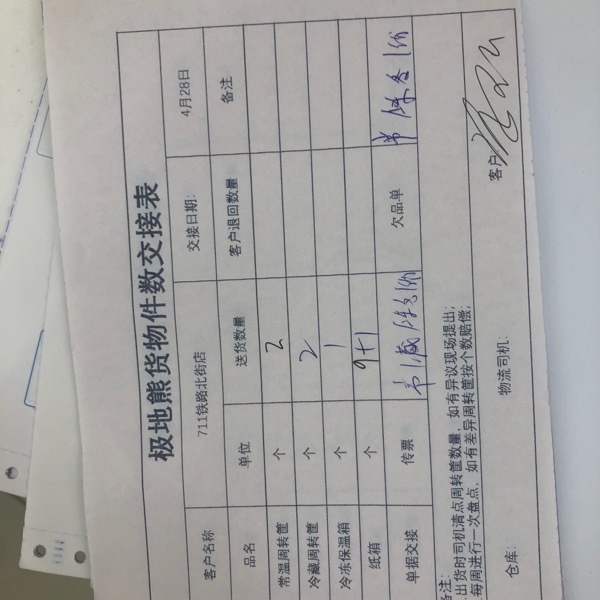 极地熊货物件数交接表
客户名称 711铁路北街店 交接日期: 4月28日
品名 单位 送货数量 客户退回数量 备注
常温周转筐 个 2
冷藏周转筐 个 2
冷冻保温箱 个 1
纸箱 个 9+1
单据交接 传票 欠品单
备注:
出货时司机清点周转筐数量,如有异议现场提出;
每周进行一次盘点,如有差异周转筐按个数赔偿;
仓库: 物流司机: 客户